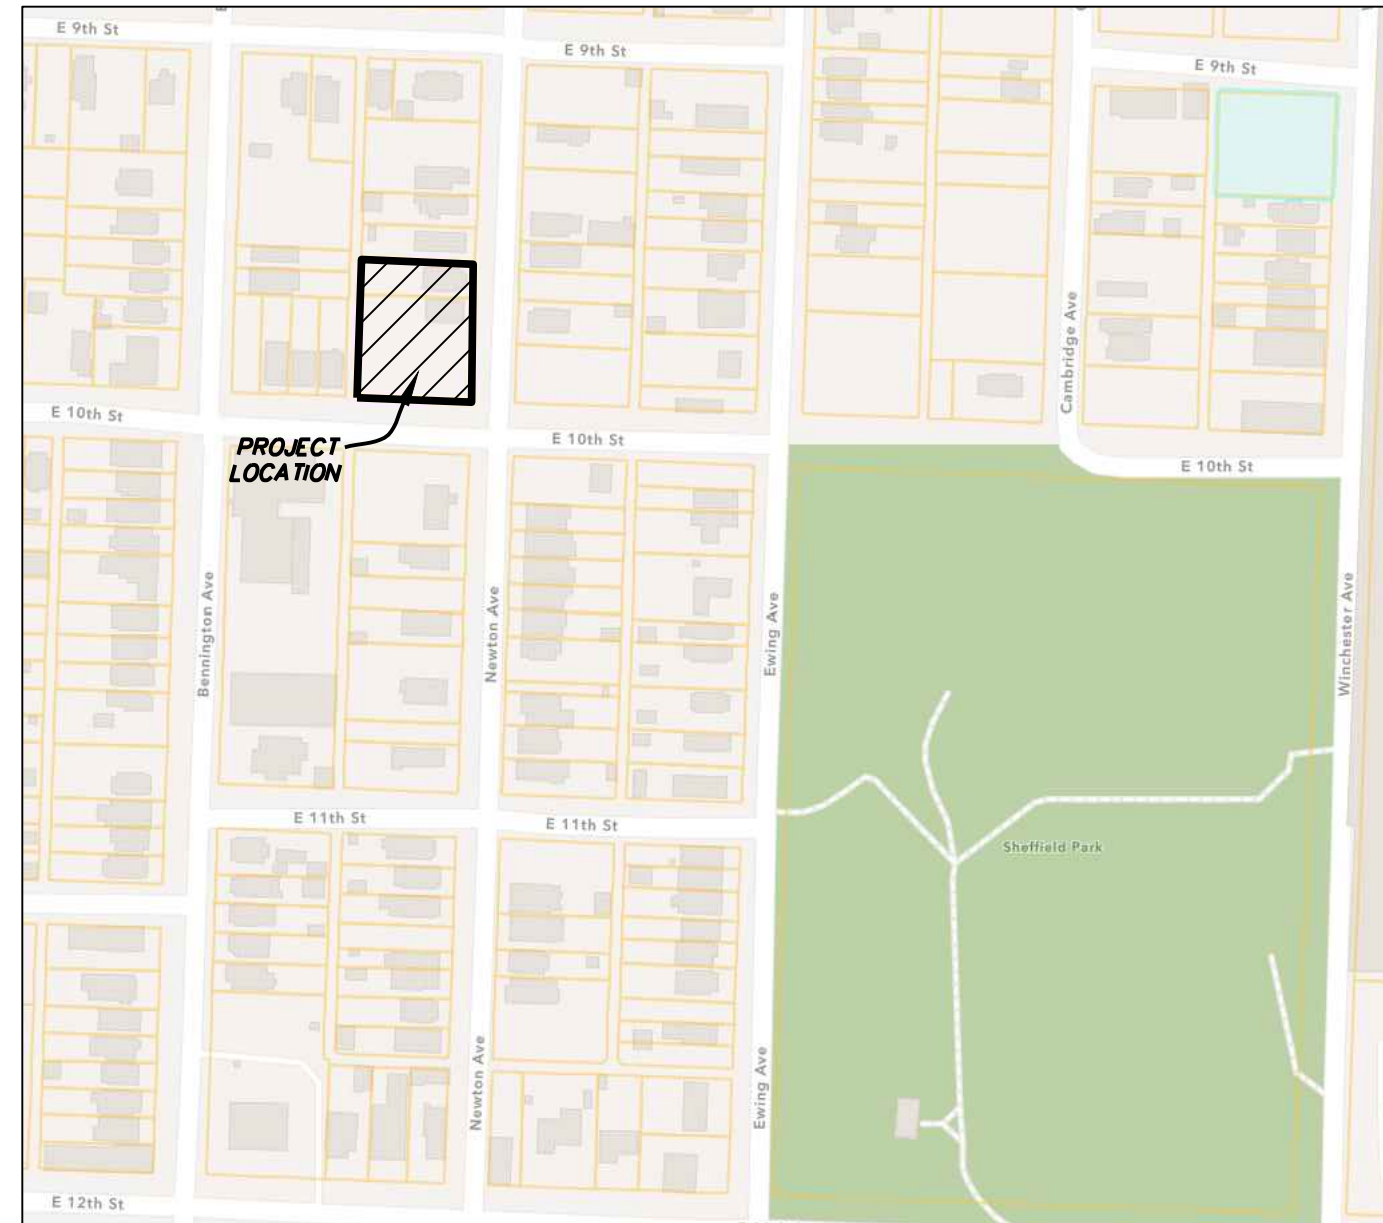 E 9th St
E 9th St
E 9th St
Cambridge Ave
E 10th St
PROJECT
LOCATION
E 10th St
E 10th St
Bennington Ave
Newton Ave
Ewing Ave
Winchester Ave
E 11th St
E 11th St
Sheffield Park
Newton Ave
Ewing Ave
E 12th St